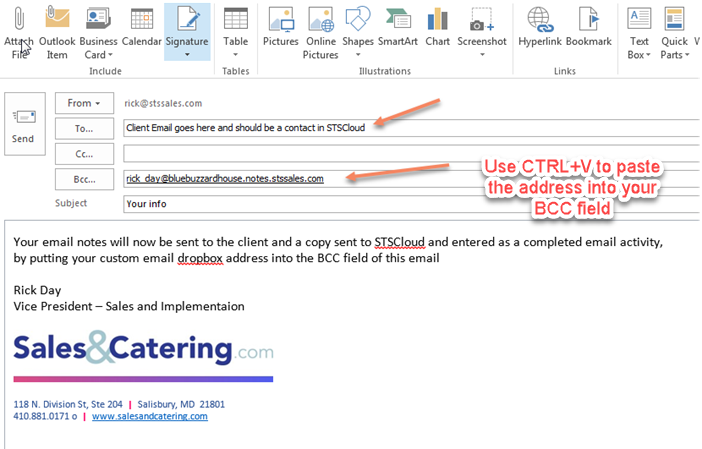 Attach Outlook Business Calendar Signature Table Pictures Online Shapes SmartArt Chart Screenshot Hyperlink Bookmark Text Quick
File Item Card Pictures Box Parts
Include Tables Illustrations Links
From rick@stssales.com
Send
To... Client Email goes here and should be a contact in STSCloud
Cc...
Bcc... rick_day@bluebuzzardhouse.notes.stssales.com
Subject Your info
Use CTRL+V to paste
the address into your
BCC field
Your email notes will now be sent to the client and a copy sent to STSCloud and entered as a completed email activity,
by putting your custom email dropbox address into the BCC field of this email
Rick Day
Vice President – Sales and Implementaion
Sales&Catering.com
118 N. Division St, Ste 204 | Salisbury, MD 21801
410.881.0171 o | www.salesandcatering.com